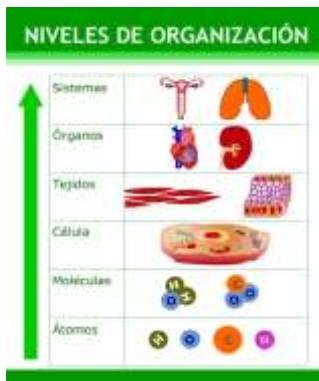 NIVELES DE ORGANIZACIÓN
Sistemas
Órganos
Tejidos
Célula
Moléculas
Átomos